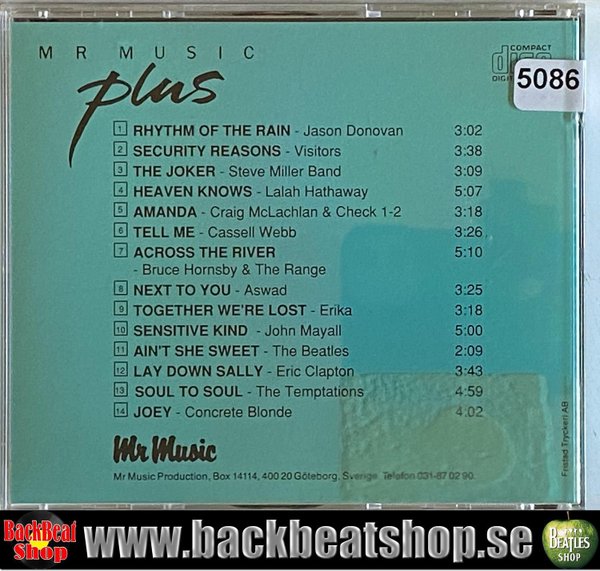 MR MUSIC
plus
COMPACT
disc
5086
1 RHYTHM OF THE RAIN - Jason Donovan 3:02
2 SECURITY REASONS - Visitors 3:38
3 THE JOKER - Steve Miller Band 3:09
4 HEAVEN KNOWS - Lalah Hathaway 5:07
5 AMANDA - Craig McLachlan & Check 1-2 3:18
6 TELL ME - Cassell Webb 3:26
7 ACROSS THE RIVER 5:10
- Bruce Hornsby & The Range
8 NEXT TO YOU - Aswad 3:25
9 TOGETHER WE'RE LOST - Erika 3:18
10 SENSITIVE KIND - John Mayall 5:00
11 AIN'T SHE SWEET - The Beatles 2:09
12 LAY DOWN SALLY - Eric Clapton 3:43
13 SOUL TO SOUL - The Temptations 4:59
14 JOEY - Concrete Blonde 4:02
Mr Music
Mr Music Production, Box 14114, 400 20 Göteborg, Sverige. Telefon 031-87 02 90.
Fristad Tryckeri AB
BackBeat
Shop
www.backbeatshop.se
BEATLES
SHOP